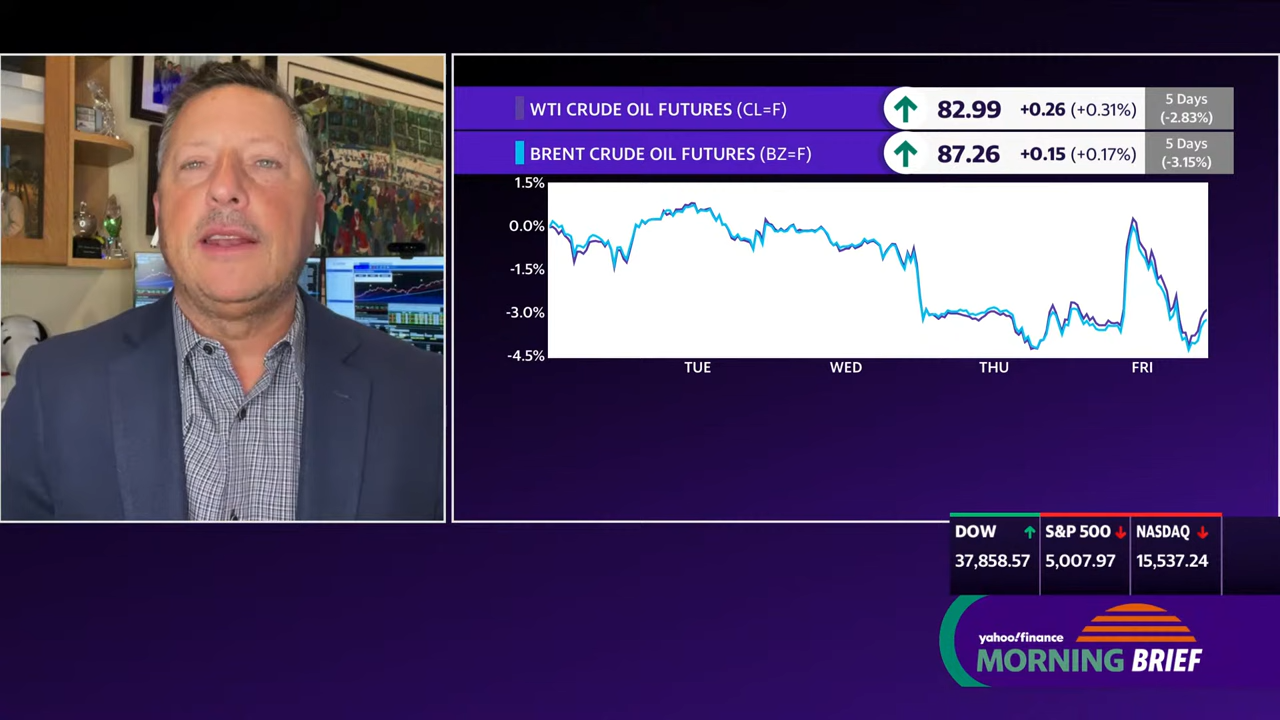 WTI CRUDE OIL FUTURES (CL=F) 82.99 +0.26 (+0.31%) 5 Days (-2.83%)
BRENT CRUDE OIL FUTURES (BZ=F) 87.26 +0.15 (+0.17%) 5 Days (-3.15%)
1.5%
0.0%
-1.5%
-3.0%
-4.5%
TUE WED THU FRI
DOW S&P 500 NASDAQ
37,858.57 5,007.97 15,537.24
yahoo!finance
MORNING BRIEF